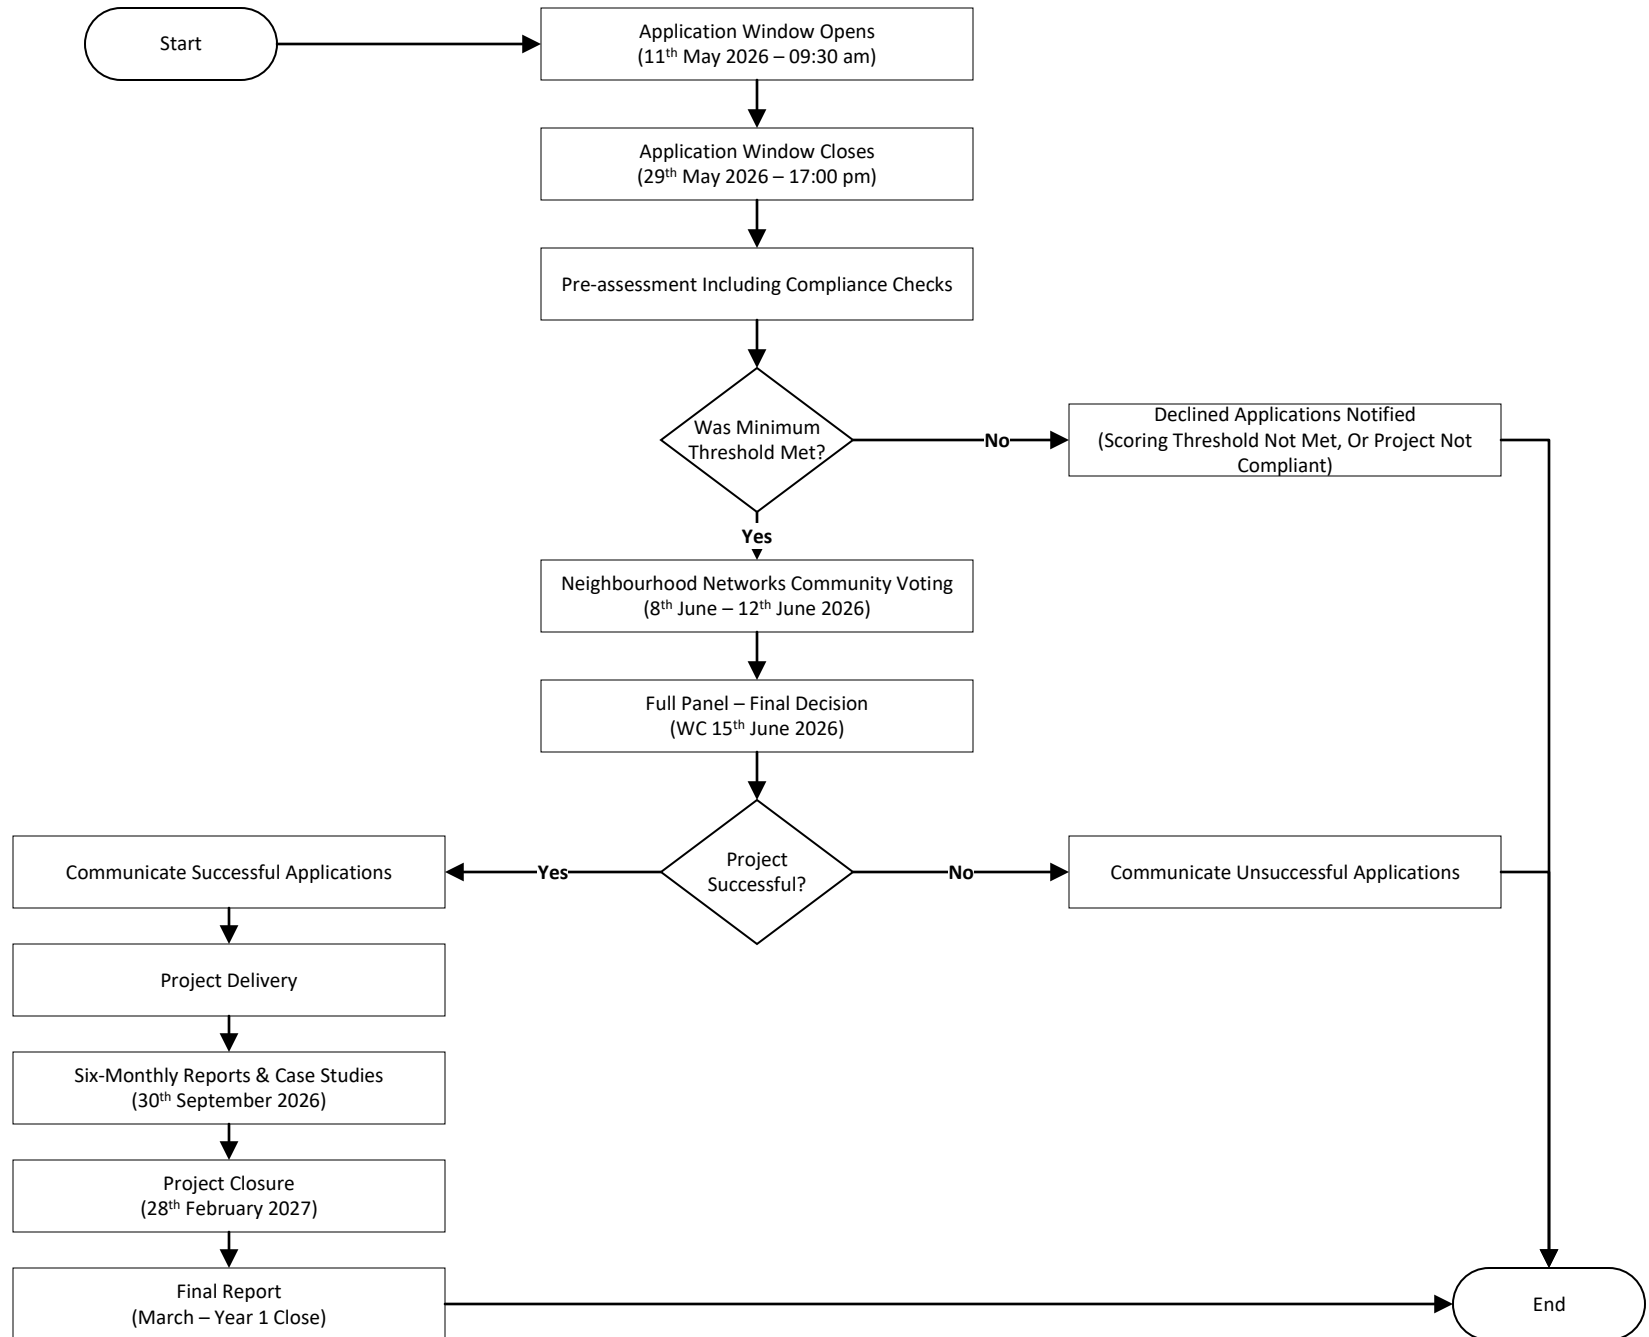 Start
Application Window Opens
(11th May 2026 – 09:30 am)
Application Window Closes
(29th May 2026 – 17:00 pm)
Pre-assessment Including Compliance Checks
Was Minimum
Threshold Met?
No
Declined Applications Notified
(Scoring Threshold Not Met, Or Project Not
Compliant)
Yes
Neighbourhood Networks Community Voting
(8th June – 12th June 2026)
Full Panel – Final Decision
(WC 15th June 2026)
Project
Successful?
Yes
No
Communicate Successful Applications
Communicate Unsuccessful Applications
Project Delivery
Six-Monthly Reports & Case Studies
(30th September 2026)
Project Closure
(28th February 2027)
Final Report
(March – Year 1 Close)
End